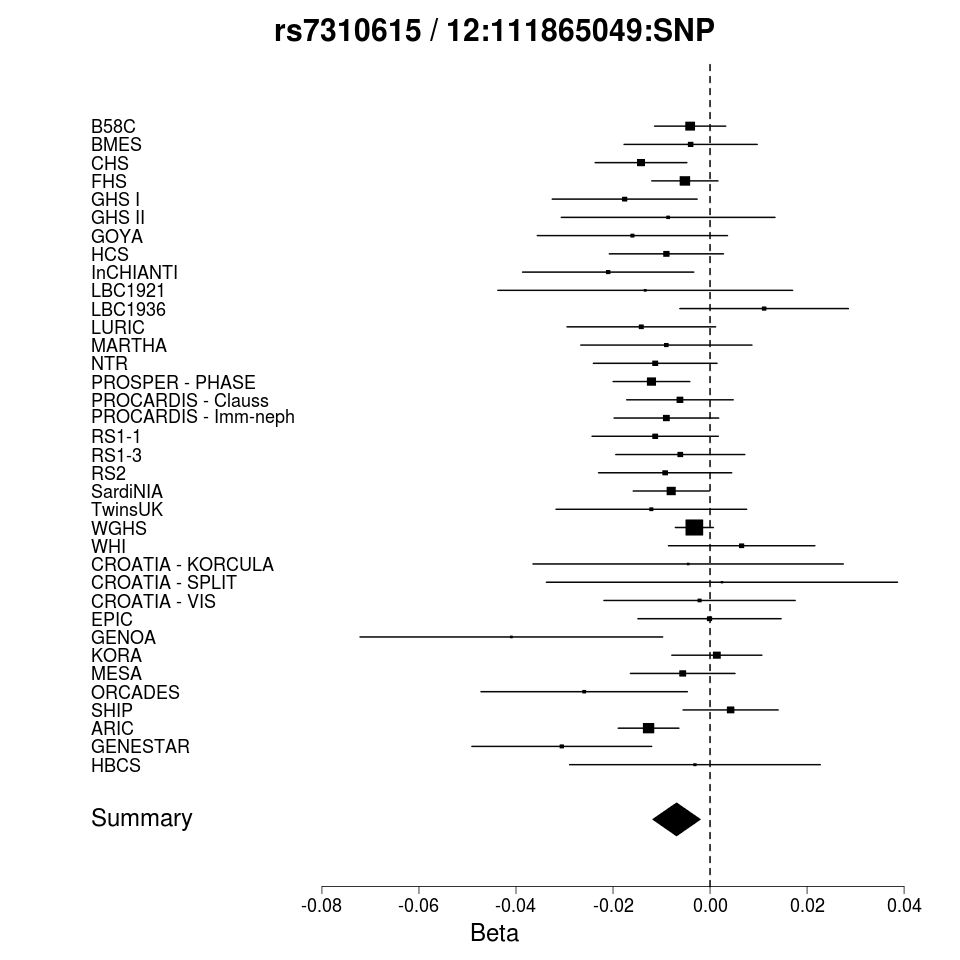 rs7310615 / 12:111865049:SNP
B58C
BMES
CHS
FHS
GHS I
GHS II
GOYA
HCS
InCHIANTI
LBC1921
LBC1936
LURIC
MARTHA
NTR
PROSPER - PHASE
PROCARDIS - Clauss
PROCARDIS - Imm-neph
RS1-1
RS1-3
RS2
SardiNIA
TwinsUK
WGHS
WHI
CROATIA - KORCULA
CROATIA - SPLIT
CROATIA - VIS
EPIC
GENOA
KORA
MESA
ORCADES
SHIP
ARIC
GENESTAR
HBCS
Summary
-0.08 -0.06 -0.04 -0.02 0.00 0.02 0.04
Beta